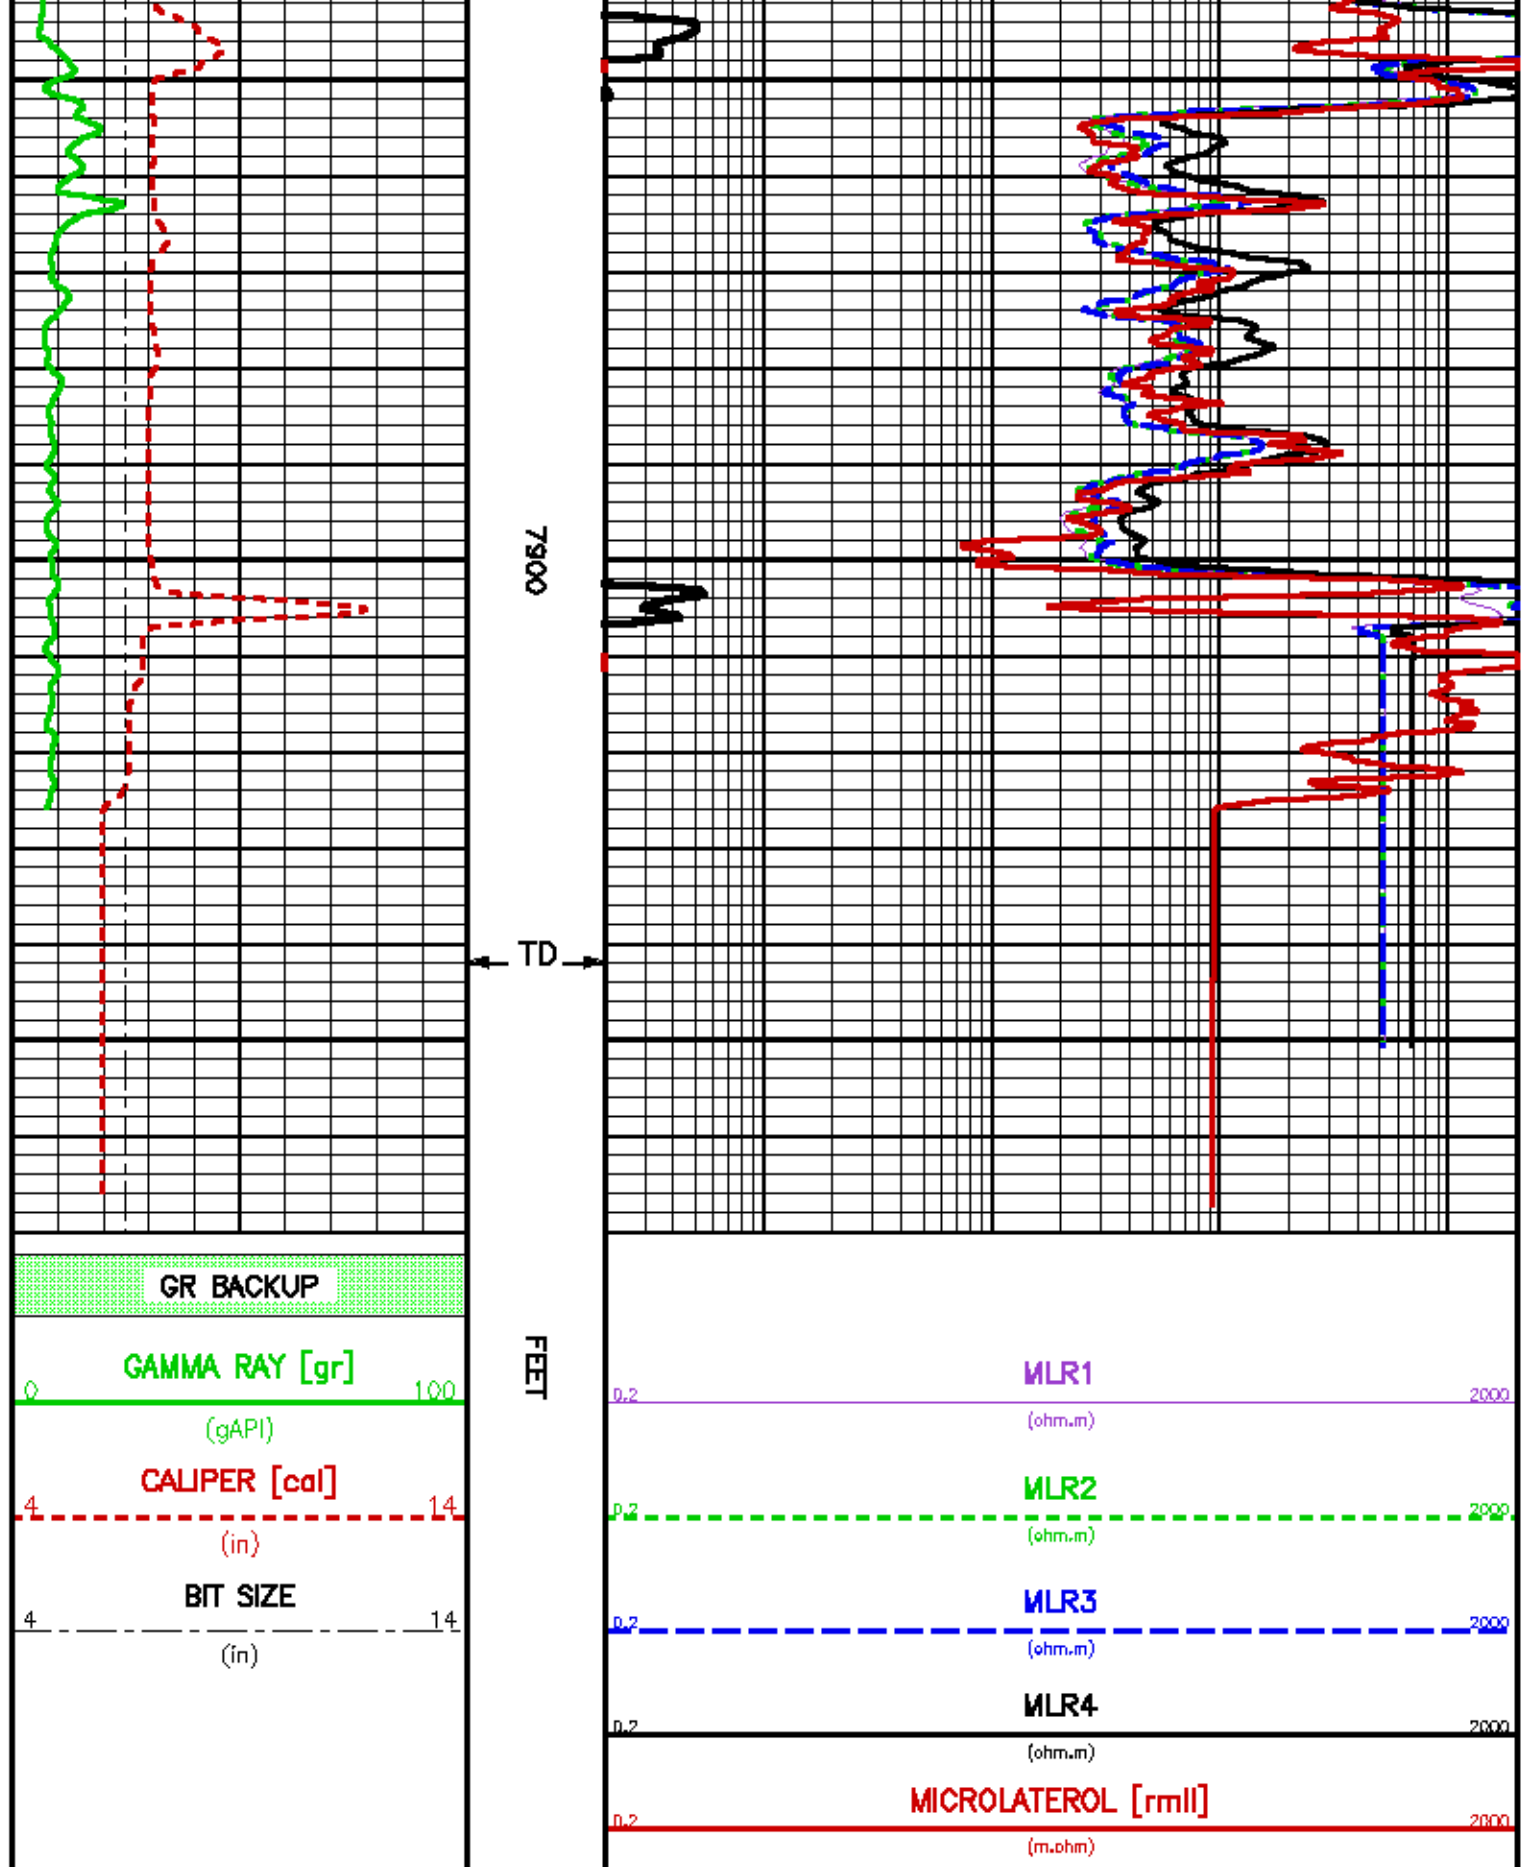 7900
TD
GR BACKUP
GAMMA RAY [gr]
0 100
(gAPI)
CALIPER [cal]
4 14
(in)
BIT SIZE
4 14
(in)
FEET
MLR1
0.2 2000
(ohm.m)
MLR2
0.2 2000
(ohm.m)
MLR3
0.2 2000
(ohm.m)
MLR4
0.2 2000
(ohm.m)
MICROLATEROL [rmll]
0.2 2000
(m.ohm)